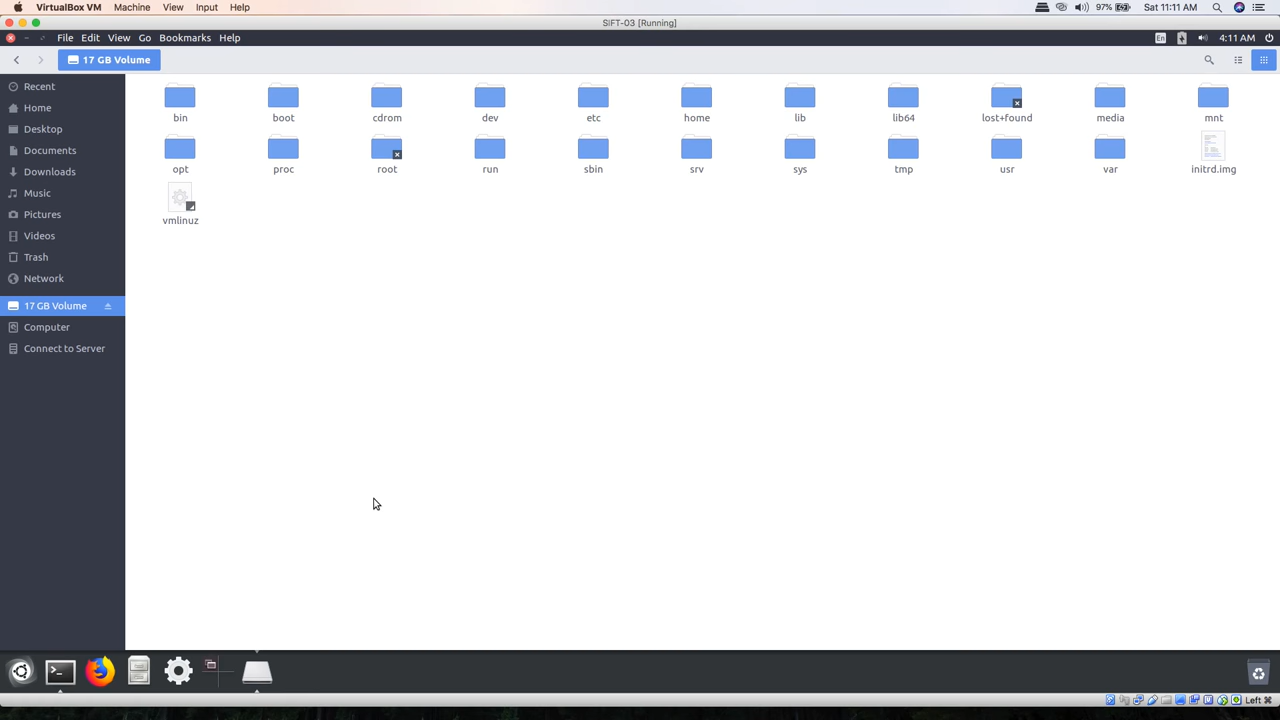 VirtualBox VM Machine View Input Help 97% Sat 11:11 AM
SIFT-03 [Running]
File Edit View Go Bookmarks Help En 4:11 AM
17 GB Volume
Recent
Home
Desktop
Documents
Downloads
Music
Pictures
Videos
Trash
Network
17 GB Volume
Computer
Connect to Server
bin boot cdrom dev etc home lib lib64 lost+found media mnt
opt proc root run sbin srv sys tmp usr var initrd.img
vmlinuz
Left ⌘